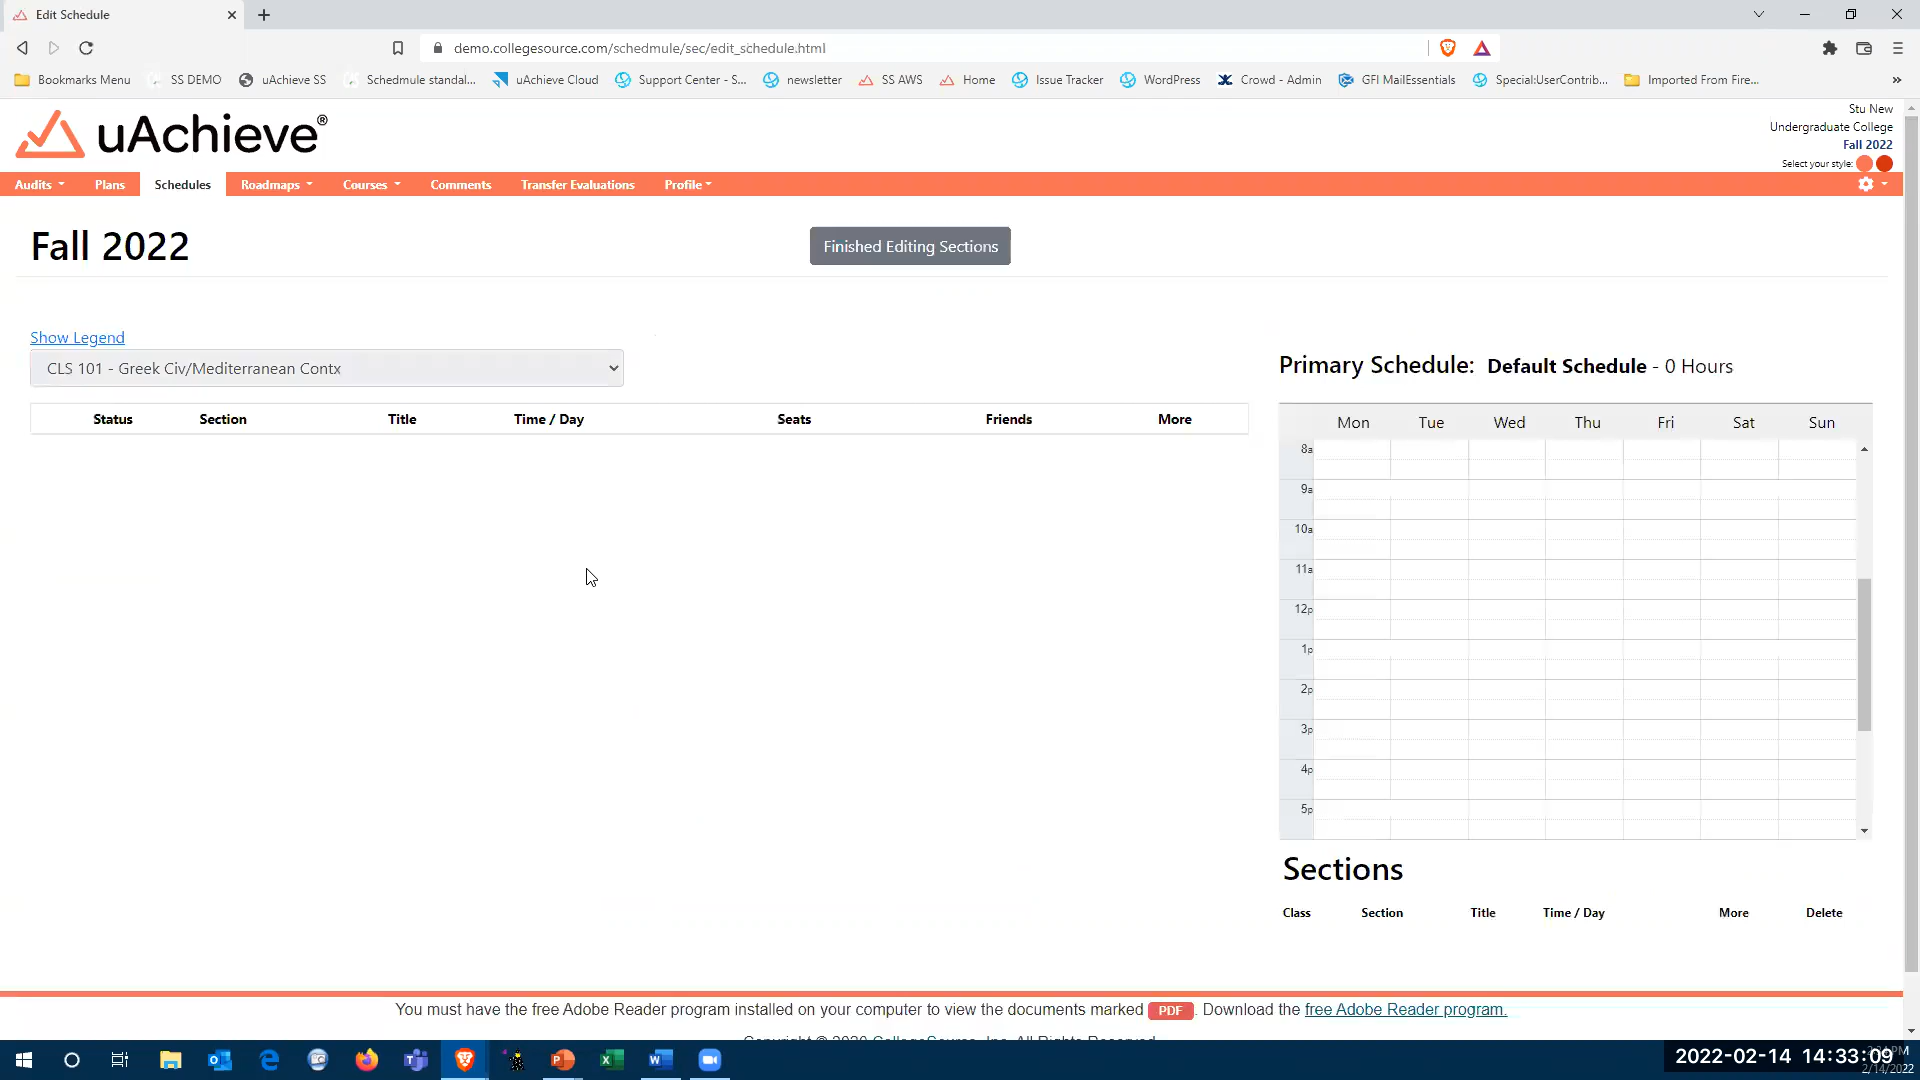 Edit Schedule
demo.collegesource.com/schedmule/sec/edit_schedule.html
Bookmarks Menu SS DEMO uAchieve SS Schedmule standal... uAchieve Cloud Support Center - S... newsletter SS AWS Home Issue Tracker WordPress Crowd - Admin GFI MailEssentials Special:UserContrib... Imported From Fire...
uAchieve®
Stu New
Undergraduate College
Fall 2022
Select your style:
Audits Plans Schedules Roadmaps Courses Comments Transfer Evaluations Profile
Fall 2022
Finished Editing Sections
Show Legend
CLS 101 - Greek Civ/Mediterranean Contx
Status Section Title Time / Day Seats Friends More
Primary Schedule: Default Schedule - 0 Hours
Mon Tue Wed Thu Fri Sat Sun
8a
9a
10a
11a
12p
1p
2p
3p
4p
5p
Sections
Class Section Title Time / Day More Delete
You must have the free Adobe Reader program installed on your computer to view the documents marked PDF . Download the free Adobe Reader program.
2022-02-14 14:33:09
2/14/2022